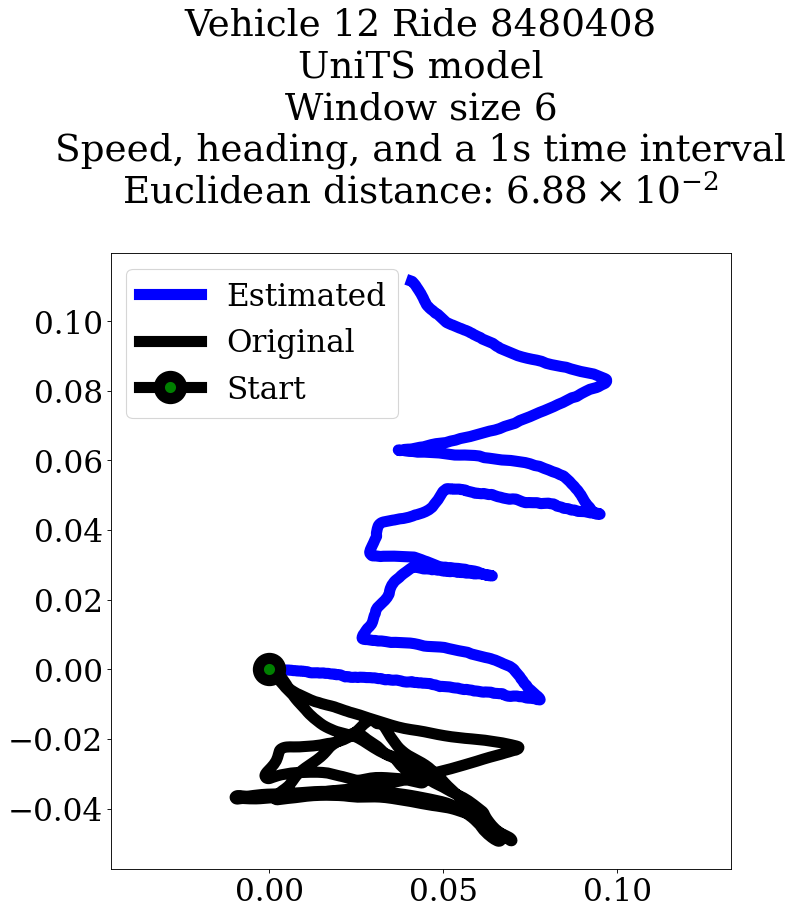 Vehicle 12 Ride 8480408
UniTS model
Window size 6
Speed, heading, and a 1s time interval
Euclidean distance: 6.88 × 10⁻²
Estimated
Original
Start
0.10
0.08
0.06
0.04
0.02
0.00
−0.02
−0.04
0.00 0.05 0.10